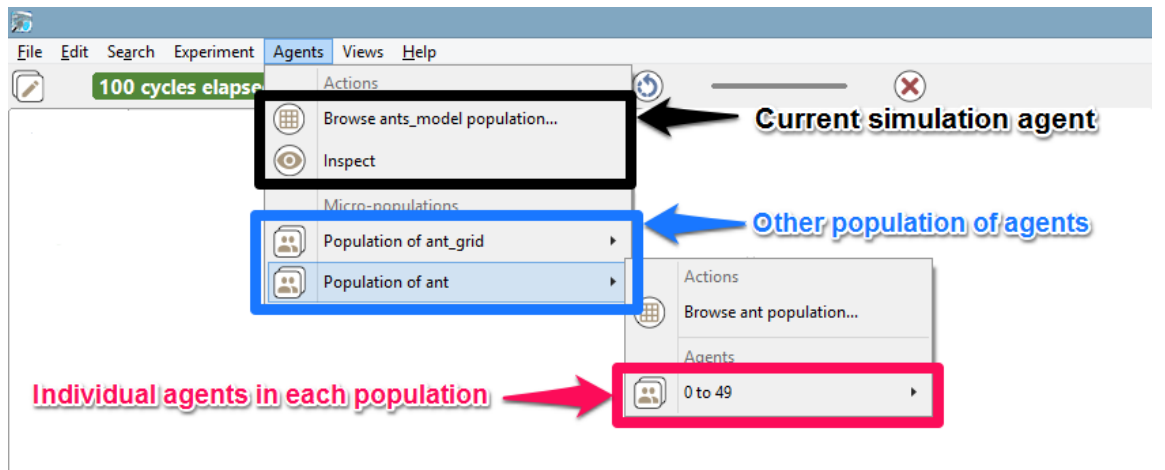 File Edit Search Experiment Agents Views Help
100 cycles elapse
Actions
Browse ants_model population...
Current simulation agent
Inspect
Micro-populations
Other population of agents
Population of ant_grid
Population of ant
Actions
Browse ant population...
Agents
Individual agents in each population
0 to 49